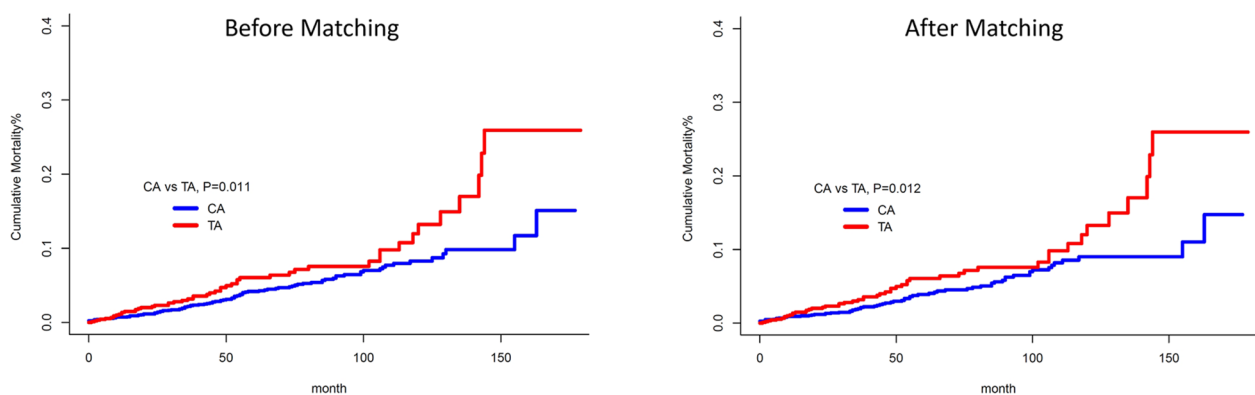 Before Matching
Cumulative Mortality%
0.4
0.3
0.2
0.1
0.0
CA vs TA, P=0.011
CA
TA
0 50 100 150
month
After Matching
Cumulative Mortality%
0.4
0.3
0.2
0.1
0.0
CA vs TA, P=0.012
CA
TA
0 50 100 150
month